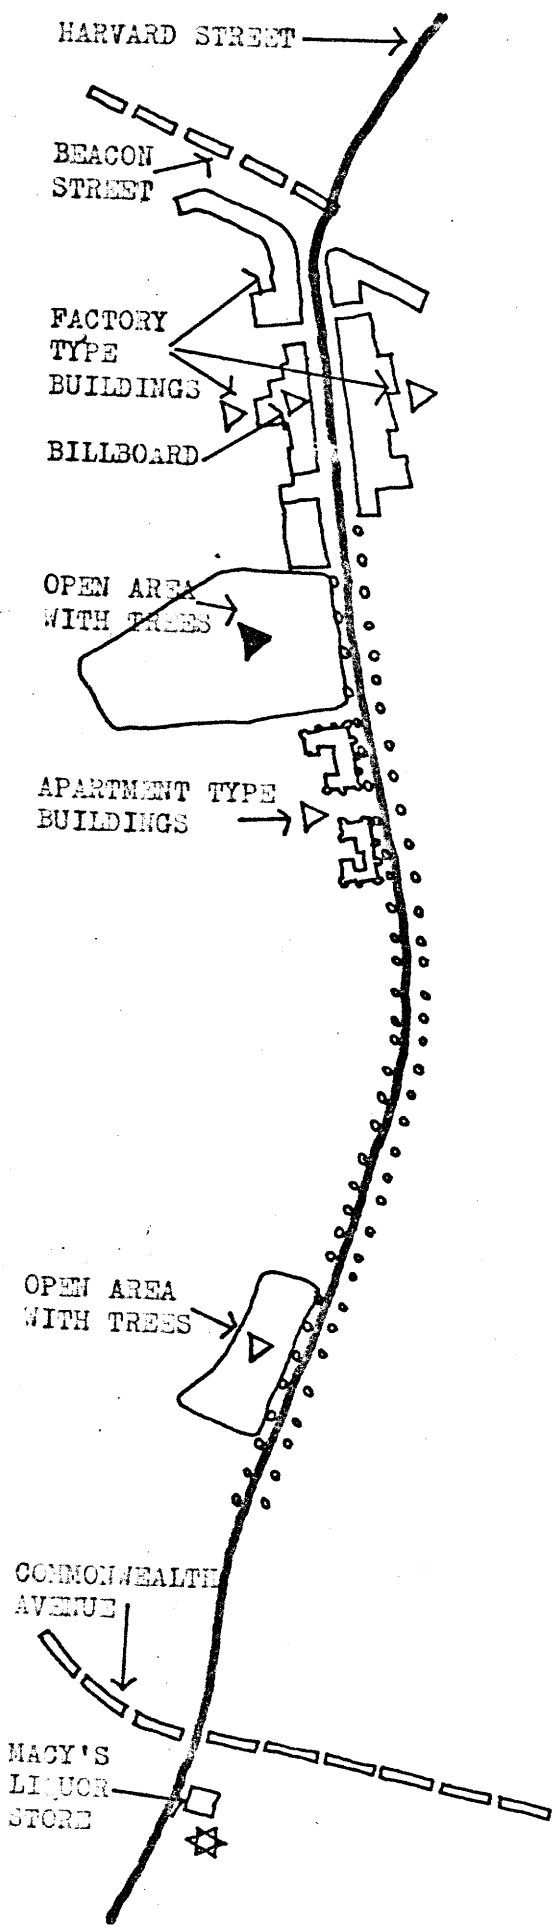 HARVARD STREET
BEACON
STREET
FACTORY
TYPE
BUILDINGS
BILLBOARD
OPEN AREA
WITH TREES
APARTMENT TYPE
BUILDINGS
OPEN AREA
WITH TREES
COMMONWEALTH
AVENUE
MACY'S
LIQUOR
STORE